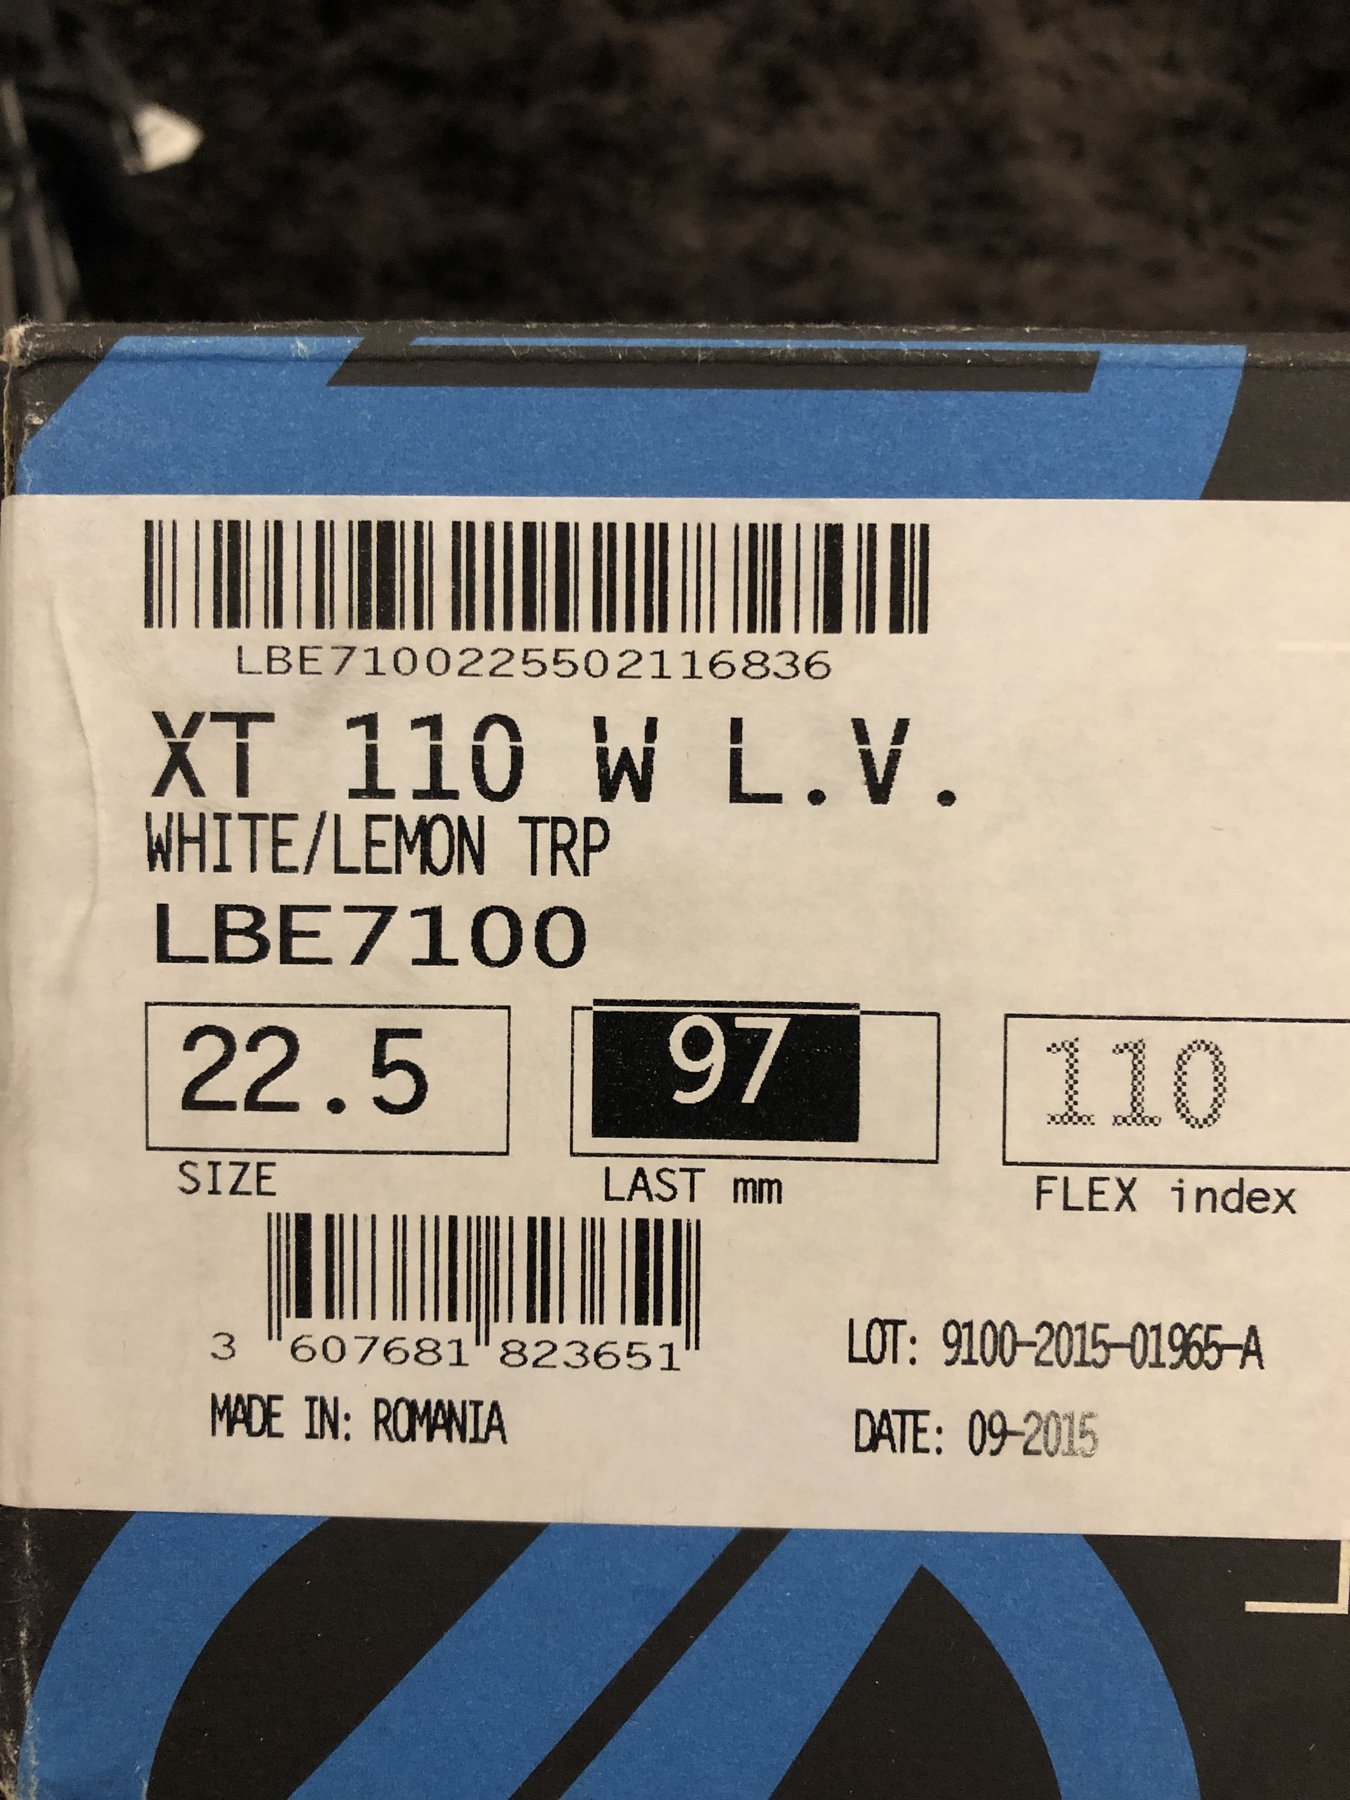 LBE7100225502116836
XT 110 W L.V.
WHITE/LEMON TRP
LBE7100
22.5 97 110
SIZE LAST mm FLEX index
3 607681 823651
LOT: 9100-2015-01965-A
MADE IN: ROMANIA
DATE: 09-2015